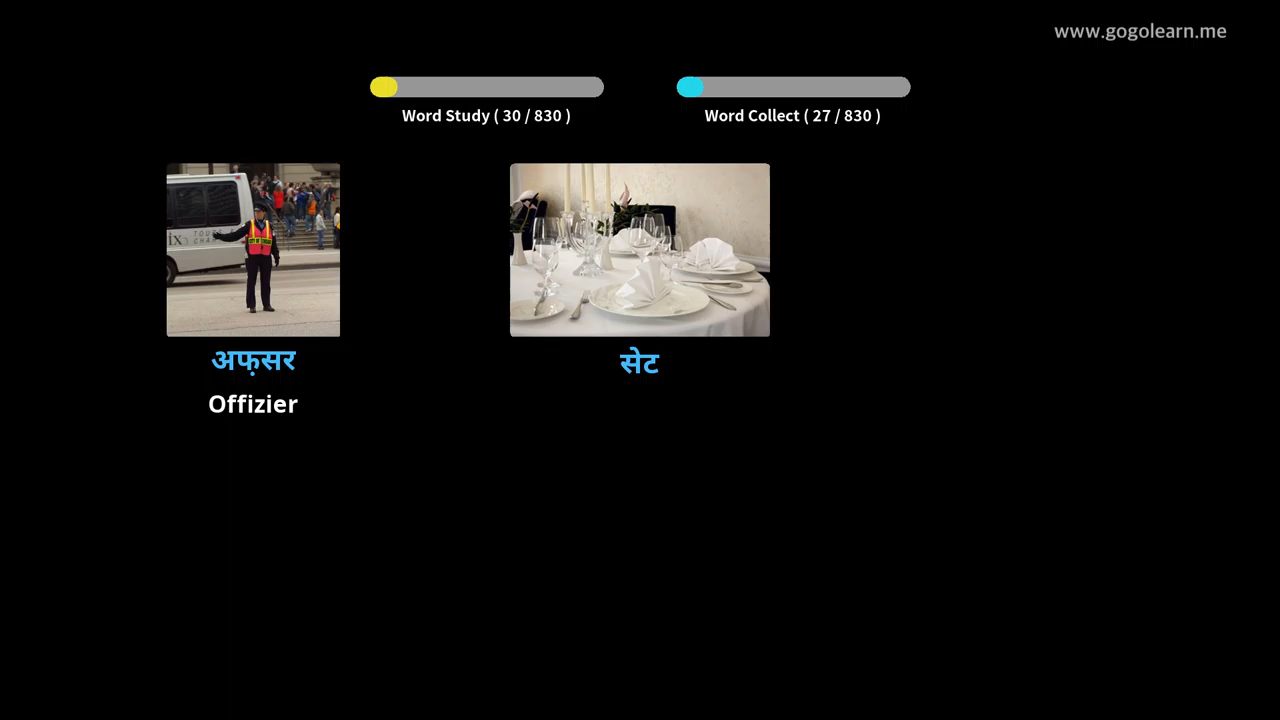 www.gogolearn.me
Word Study ( 30 / 830 )
Word Collect ( 27 / 830 )
अफ़सर
सेट
Offizier